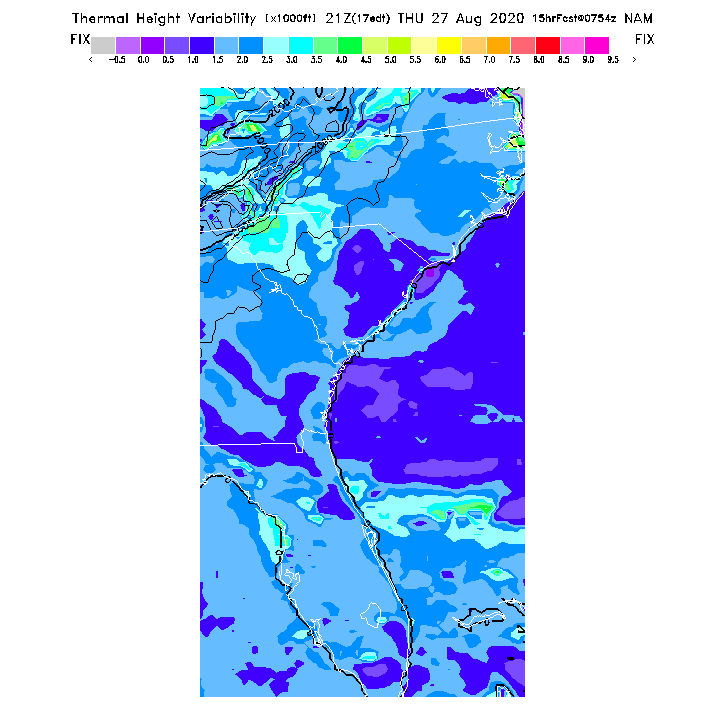 Thermal Height Variability [x1000ft] 21Z(17edt) THU 27 Aug 2020 15hrFcst@0754z NAM
FIX FIX
< -0.5 0.0 0.5 1.0 1.5 2.0 2.5 3.0 3.5 4.0 4.5 5.0 5.5 6.0 6.5 7.0 7.5 8.0 8.5 9.0 9.5 >
2000